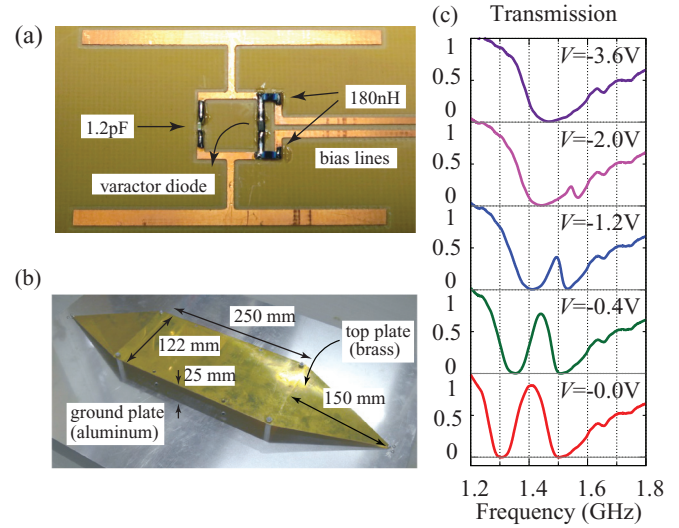 (a)
1.2pF
180nH
bias lines
varactor diode
(b)
250 mm
122 mm
25 mm
top plate
(brass)
150 mm
ground plate
(aluminum)
(c)
Transmission
V=-3.6V
1
0.5
0
V=-2.0V
1
0.5
0
V=-1.2V
1
0.5
0
V=-0.4V
1
0.5
0
V=-0.0V
1
0.5
0
1.2 1.4 1.6 1.8
Frequency (GHz)